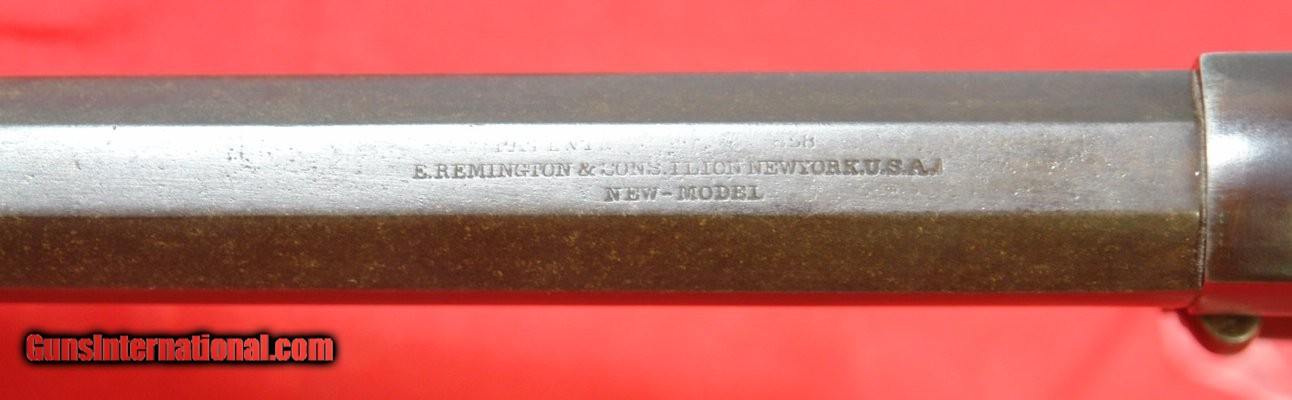 E. REMINGTON & SONS. ILION NEWYORK. U.S.A.
NEW-MODEL
GunsInternational.com